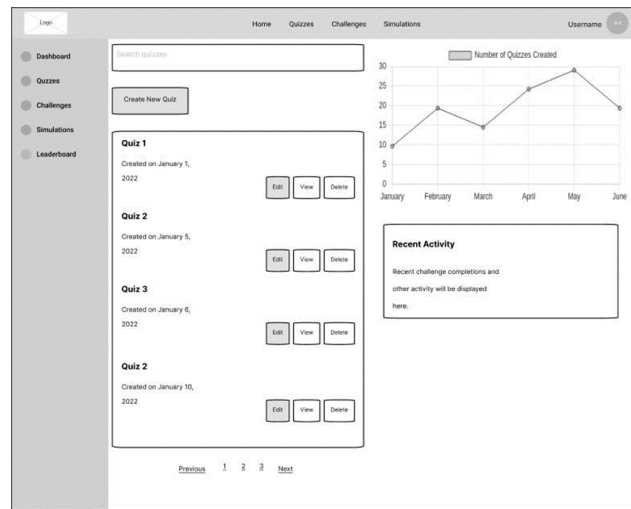 Logo
Home Quizzes Challenges Simulations
Username
Dashboard
Quzzes
Challenges
Simulations
Leaderboard
Search quizzes
Create New Quiz
Quiz 1
Created on January 1,
2022
Edit View Delete
Quiz 2
Created on January 5,
2022
Edit View Delete
Quiz 3
Created on January 6,
2022
Edit View Delete
Quiz 2
Created on January 10,
2022
Edit View Delete
Previous 1 2 3 Next
Number of Quizzes Created
30
25
20
15
10
5
0
January February March April May June
Recent Activity
Recent challenge completions and
other activity will be displayed
here.